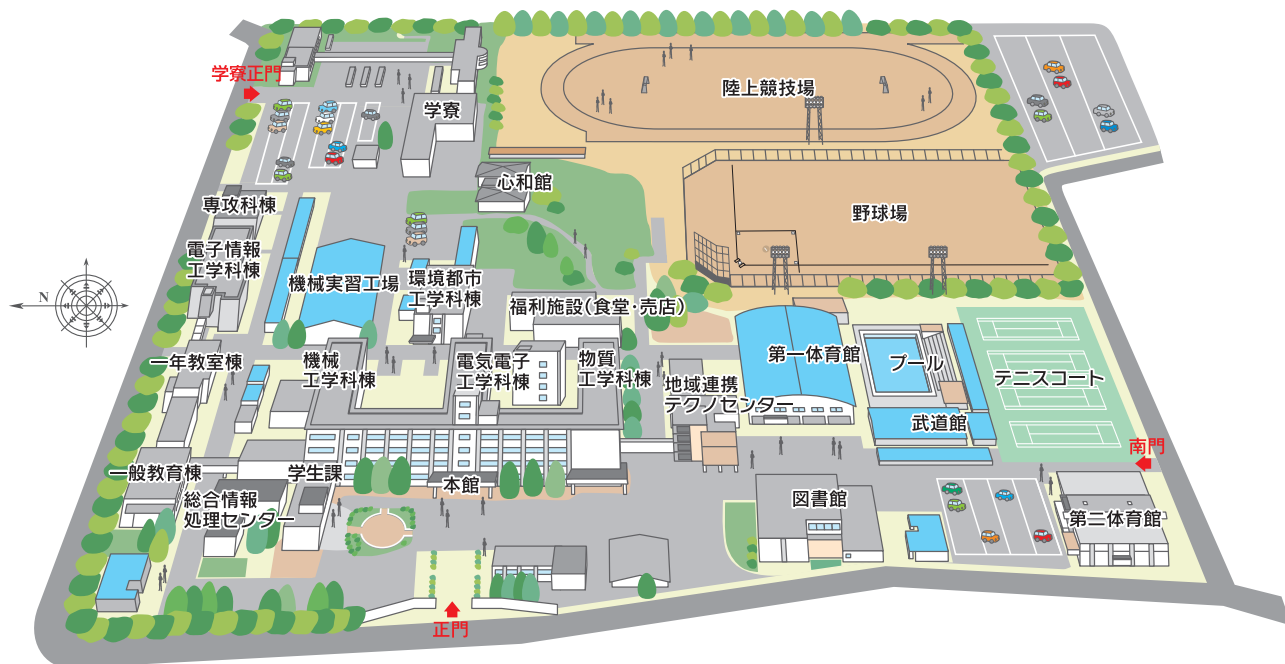 学寮正門
陸上競技場
学寮
心和館
専攻科棟
野球場
電子情報
工学科棟
機械実習工場
環境都市
工学科棟
N
福利施設(食堂・売店)
一年教室棟
機械
工学科棟
電気電子
工学科棟
物質
工学科棟
第一体育館
プール
地域連携
テクノセンター
テニスコート
武道館
南門
一般教育棟
学生課
本館
総合情報
処理センター
図書館
第二体育館
正門